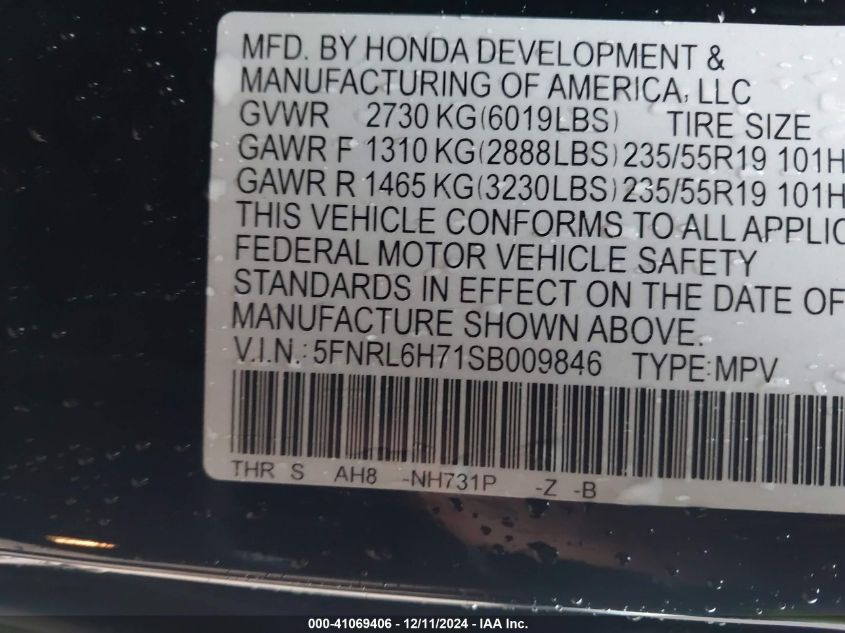 MFD. BY HONDA DEVELOPMENT &
MANUFACTURING OF AMERICA, LLC
GVWR 2730 KG(6019LBS) TIRE SIZE
GAWR F 1310 KG(2888LBS) 235/55R19 101H
GAWR R 1465 KG(3230LBS) 235/55R19 101H
THIS VEHICLE CONFORMS TO ALL APPLIC
FEDERAL MOTOR VEHICLE SAFETY
STANDARDS IN EFFECT ON THE DATE OF
MANUFACTURE SHOWN ABOVE.
V.I.N.: 5FNRL6H71SB009846 TYPE:MPV
THR S AH8 -NH731P -Z -B
000-41069406 - 12/11/2024 - IAA Inc.